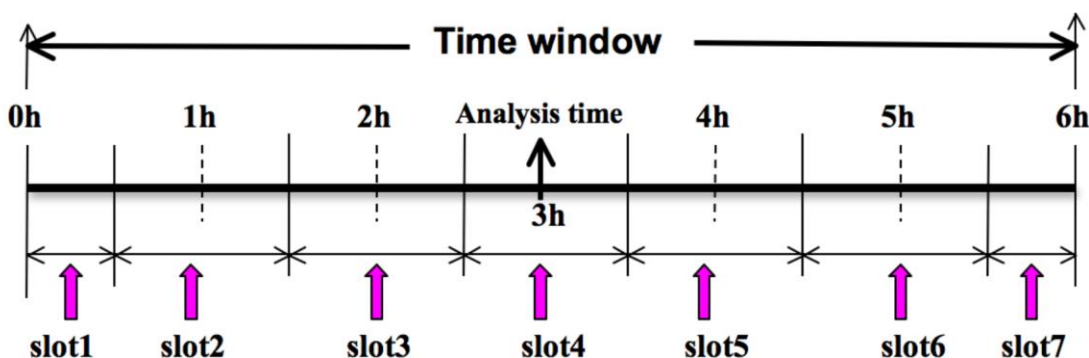 Time window
0h 1h 2h Analysis time 4h 5h 6h
3h
slot1 slot2 slot3 slot4 slot5 slot6 slot7